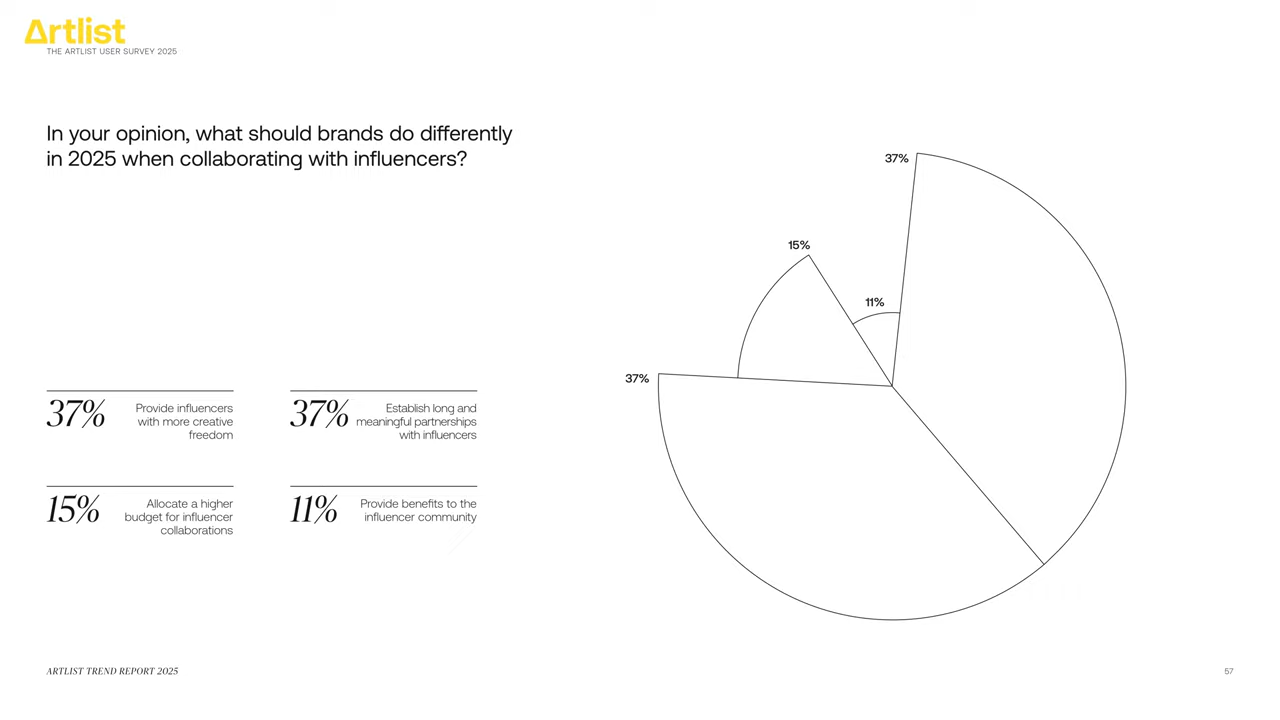 Artlist
THE ARTLIST USER SURVEY 2025
In your opinion, what should brands do differently
in 2025 when collaborating with influencers?
37%
Provide influencers
with more creative
freedom
37%
Establish long and
meaningful partnerships
with influencers
15%
Allocate a higher
budget for influencer
collaborations
11%
Provide benefits to the
influencer community
37%
15%
11%
37%
ARTLIST TREND REPORT 2025
57